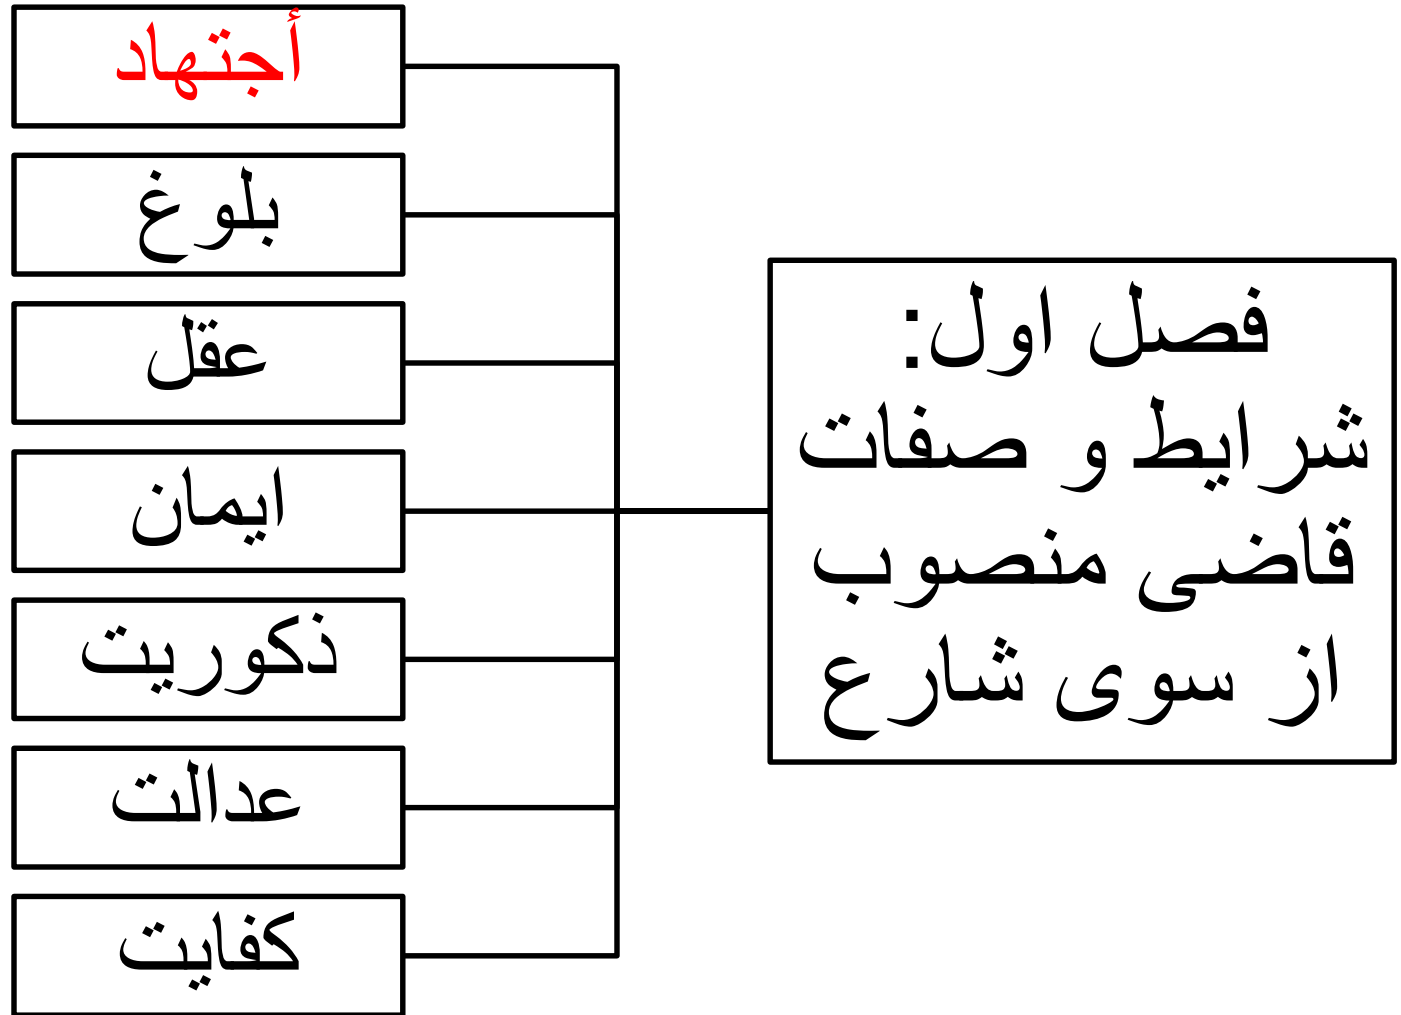 فصل اول:
شرایط و صفات
قاضی منصوب
از سوی شارع
أجتهاد
بلوغ
عقل
ایمان
ذکوریت
عدالت
کفایت